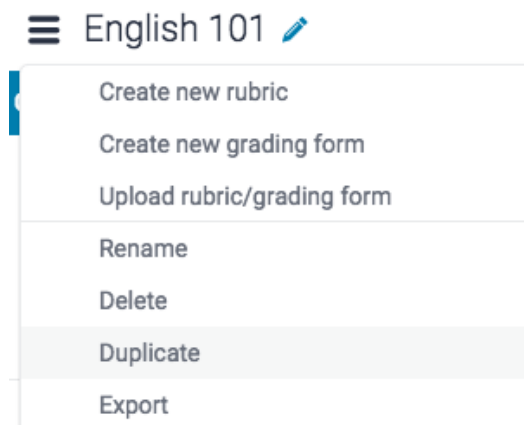 English 101
Create new rubric
Create new grading form
Upload rubric/grading form
Rename
Delete
Duplicate
Export